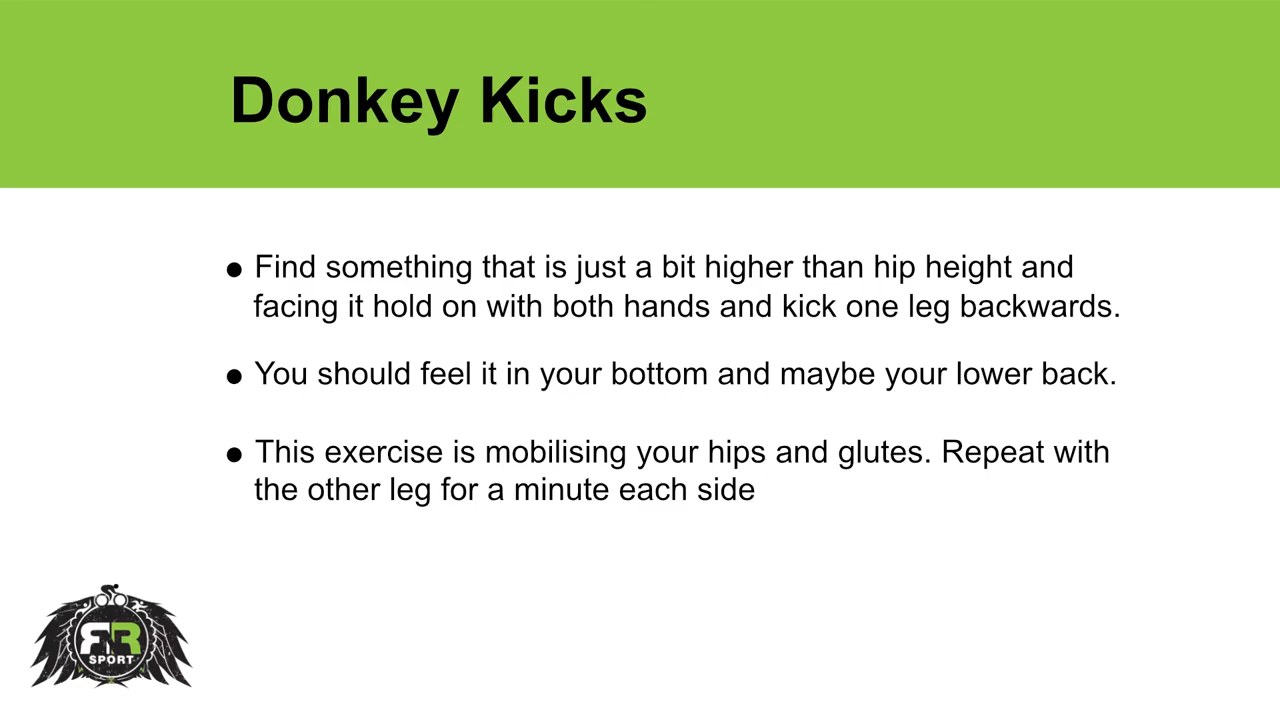 Donkey Kicks
● Find something that is just a bit higher than hip height and
facing it hold on with both hands and kick one leg backwards.
● You should feel it in your bottom and maybe your lower back.
● This exercise is mobilising your hips and glutes. Repeat with
the other leg for a minute each side
RNR
SPORT